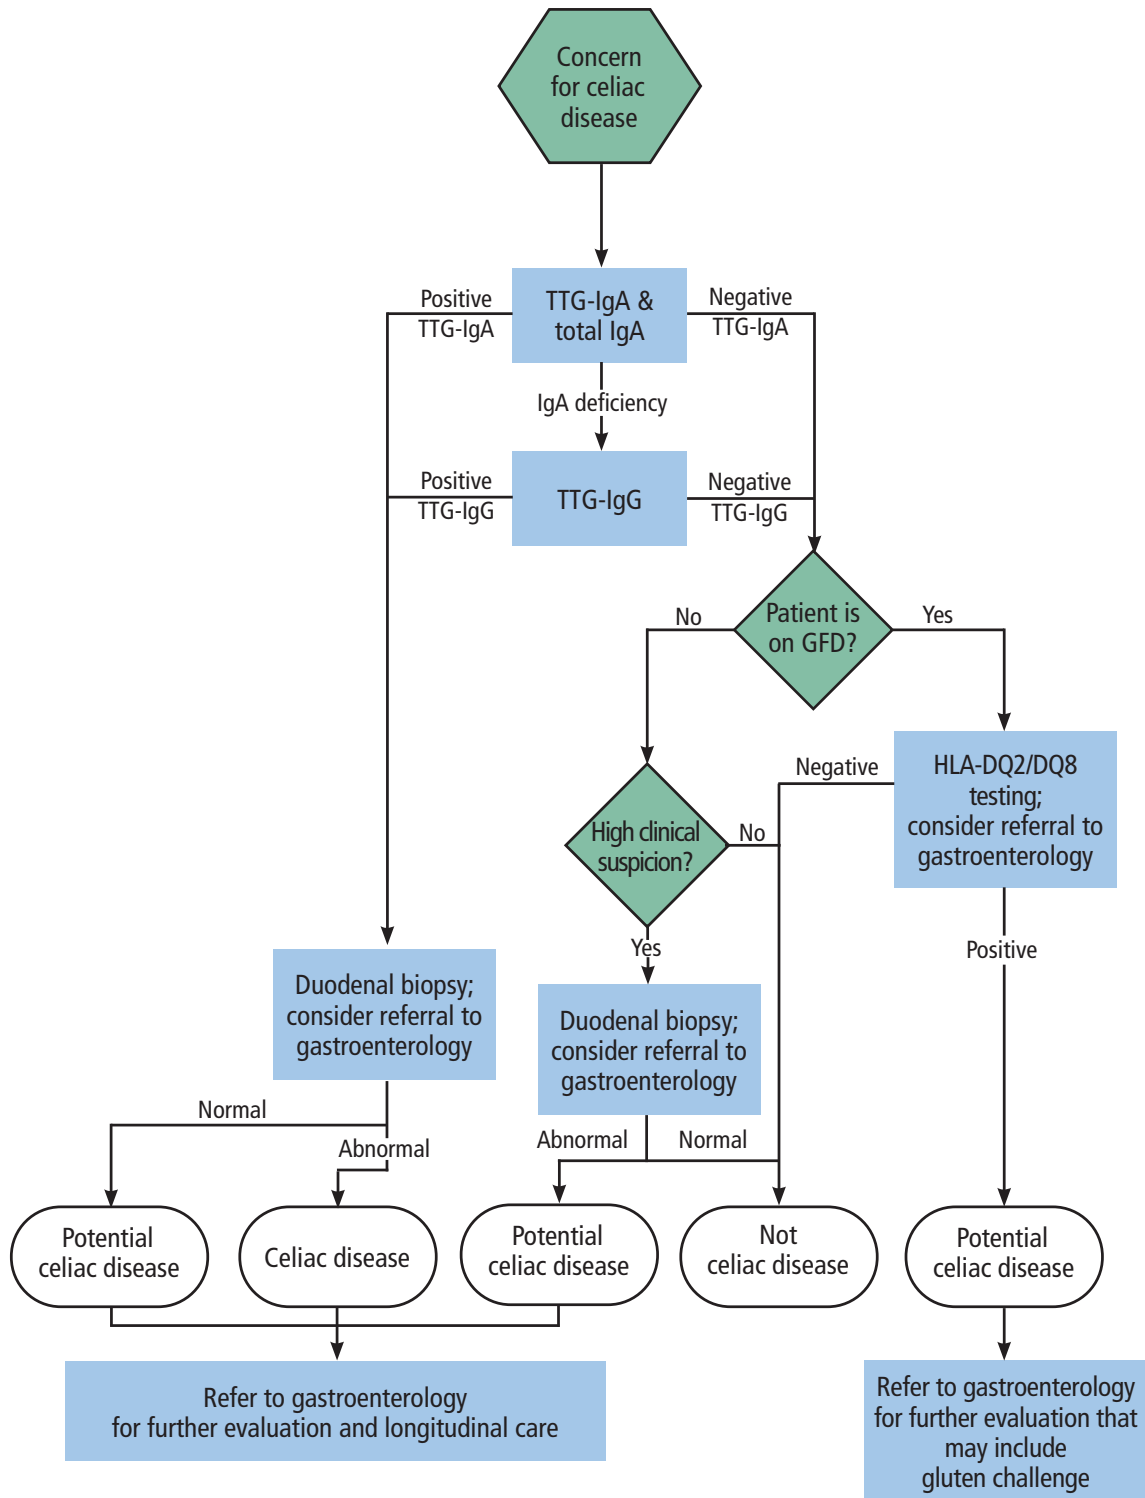 Concern
for celiac
disease
Positive
TTG-IgA
TTG-IgA &
total IgA
Negative
TTG-IgA
IgA deficiency
Positive
TTG-IgG
TTG-IgG
Negative
TTG-IgG
No
Patient is
on GFD?
Yes
Negative
HLA-DQ2/DQ8
testing;
consider referral to
gastroenterology
High clinical
suspicion?
No
Yes
Positive
Duodenal biopsy;
consider referral to
gastroenterology
Duodenal biopsy;
consider referral to
gastroenterology
Normal
Abnormal
Abnormal
Normal
Potential
celiac disease
Celiac disease
Potential
celiac disease
Not
celiac disease
Potential
celiac disease
Refer to gastroenterology
for further evaluation and longitudinal care
Refer to gastroenterology
for further evaluation that
may include
gluten challenge